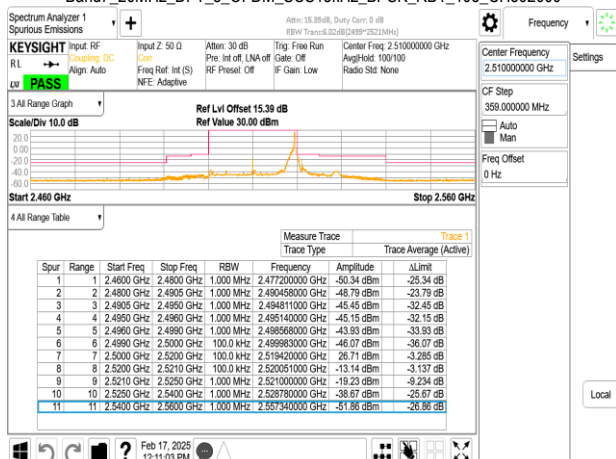 Band7_20MHz_DFT_s_OFDM_SCS15kHz_BPSK_RB1_105_CH502000
Spectrum Analyzer 1
Spurious Emissions
Attn: 15.39dB, Duty Corr: 0 dB
RBW Trans:6.02dB(2499~2521MHz)
Frequency
KEYSIGHT Input: RF Input Z: 50 Ω Atten: 30 dB Trig: Free Run Center Freq: 2.510000000 GHz
RL Coupling: DC Corr Pre: Int off, LNA off Gate: Off Avg|Hold: 100/100
Align: Auto Freq Ref: Int (S) RF Preset: Off IF Gain: Low Radio Std: None
PASS NFE: Adaptive
Center Frequency
2.510000000 GHz
Settings
CF Step
359.000000 MHz
Auto
Man
Freq Offset
0 Hz
3 All Range Graph
Ref Lvl Offset 15.39 dB
Scale/Div 10.0 dB Ref Value 30.00 dBm
20.0
0.00
-20.0
-40.0
-60.0
Start 2.460 GHz Stop 2.560 GHz
4 All Range Table
Measure Trace Trace 1
Trace Type Trace Average (Active)
Spur Range Start Freq Stop Freq RBW Frequency Amplitude ΔLimit
1 1 2.4600 GHz 2.4800 GHz 1.000 MHz 2.477200000 GHz -50.34 dBm -25.34 dB
2 2 2.4800 GHz 2.4905 GHz 1.000 MHz 2.490458000 GHz -48.79 dBm -23.79 dB
3 3 2.4905 GHz 2.4950 GHz 1.000 MHz 2.494811000 GHz -45.45 dBm -32.45 dB
4 4 2.4950 GHz 2.4960 GHz 1.000 MHz 2.495140000 GHz -45.15 dBm -32.15 dB
5 5 2.4960 GHz 2.4990 GHz 1.000 MHz 2.498568000 GHz -43.93 dBm -33.93 dB
6 6 2.4990 GHz 2.5000 GHz 100.0 kHz 2.499983000 GHz -46.07 dBm -36.07 dB
7 7 2.5000 GHz 2.5200 GHz 100.0 kHz 2.519420000 GHz 26.71 dBm -3.285 dB
8 8 2.5200 GHz 2.5210 GHz 100.0 kHz 2.520051000 GHz -13.14 dBm -3.137 dB
9 9 2.5210 GHz 2.5250 GHz 1.000 MHz 2.521000000 GHz -19.23 dBm -9.234 dB
10 10 2.5250 GHz 2.5400 GHz 1.000 MHz 2.528780000 GHz -38.67 dBm -25.67 dB
11 11 2.5400 GHz 2.5600 GHz 1.000 MHz 2.557340000 GHz -51.86 dBm -26.86 dB
Local
Feb 17, 2025
12:11:03 PM